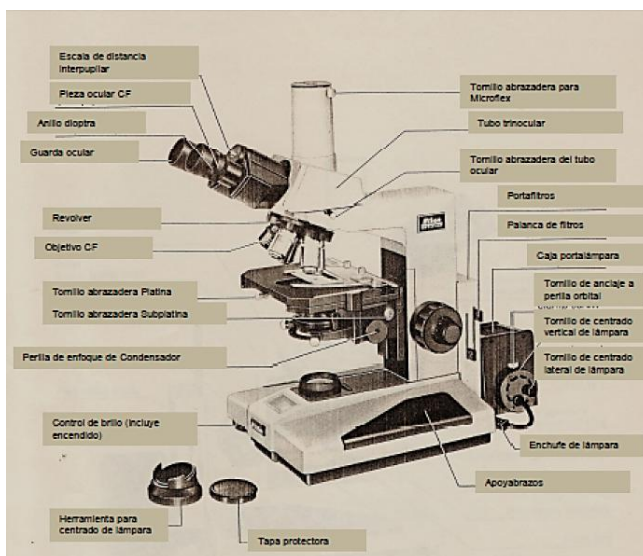 Escala de distancia
interpupilar
Pieza ocular CF
Anillo dioptra
Guarda ocular
Revolver
Objetivo CF
Tornillo abrazadera Platina
Tornillo abrazadera Subplatina
Perilla de enfoque de Condensador
Control de brillo (incluye
encendido)
Herramienta para
centrado de lámpara
Tapa protectora
Tornillo abrazadera para
Microflex
Tubo trinocular
Tornillo abrazadera del tubo
ocular
Portafiltros
Palanca de filtros
Caja portalámpara
Tornillo de anclaje a
perilla orbital
Tornillo de centrado
vertical de lámpara
Tornillo de centrado
lateral de lámpara
Enchufe de lámpara
Apoyabrazos